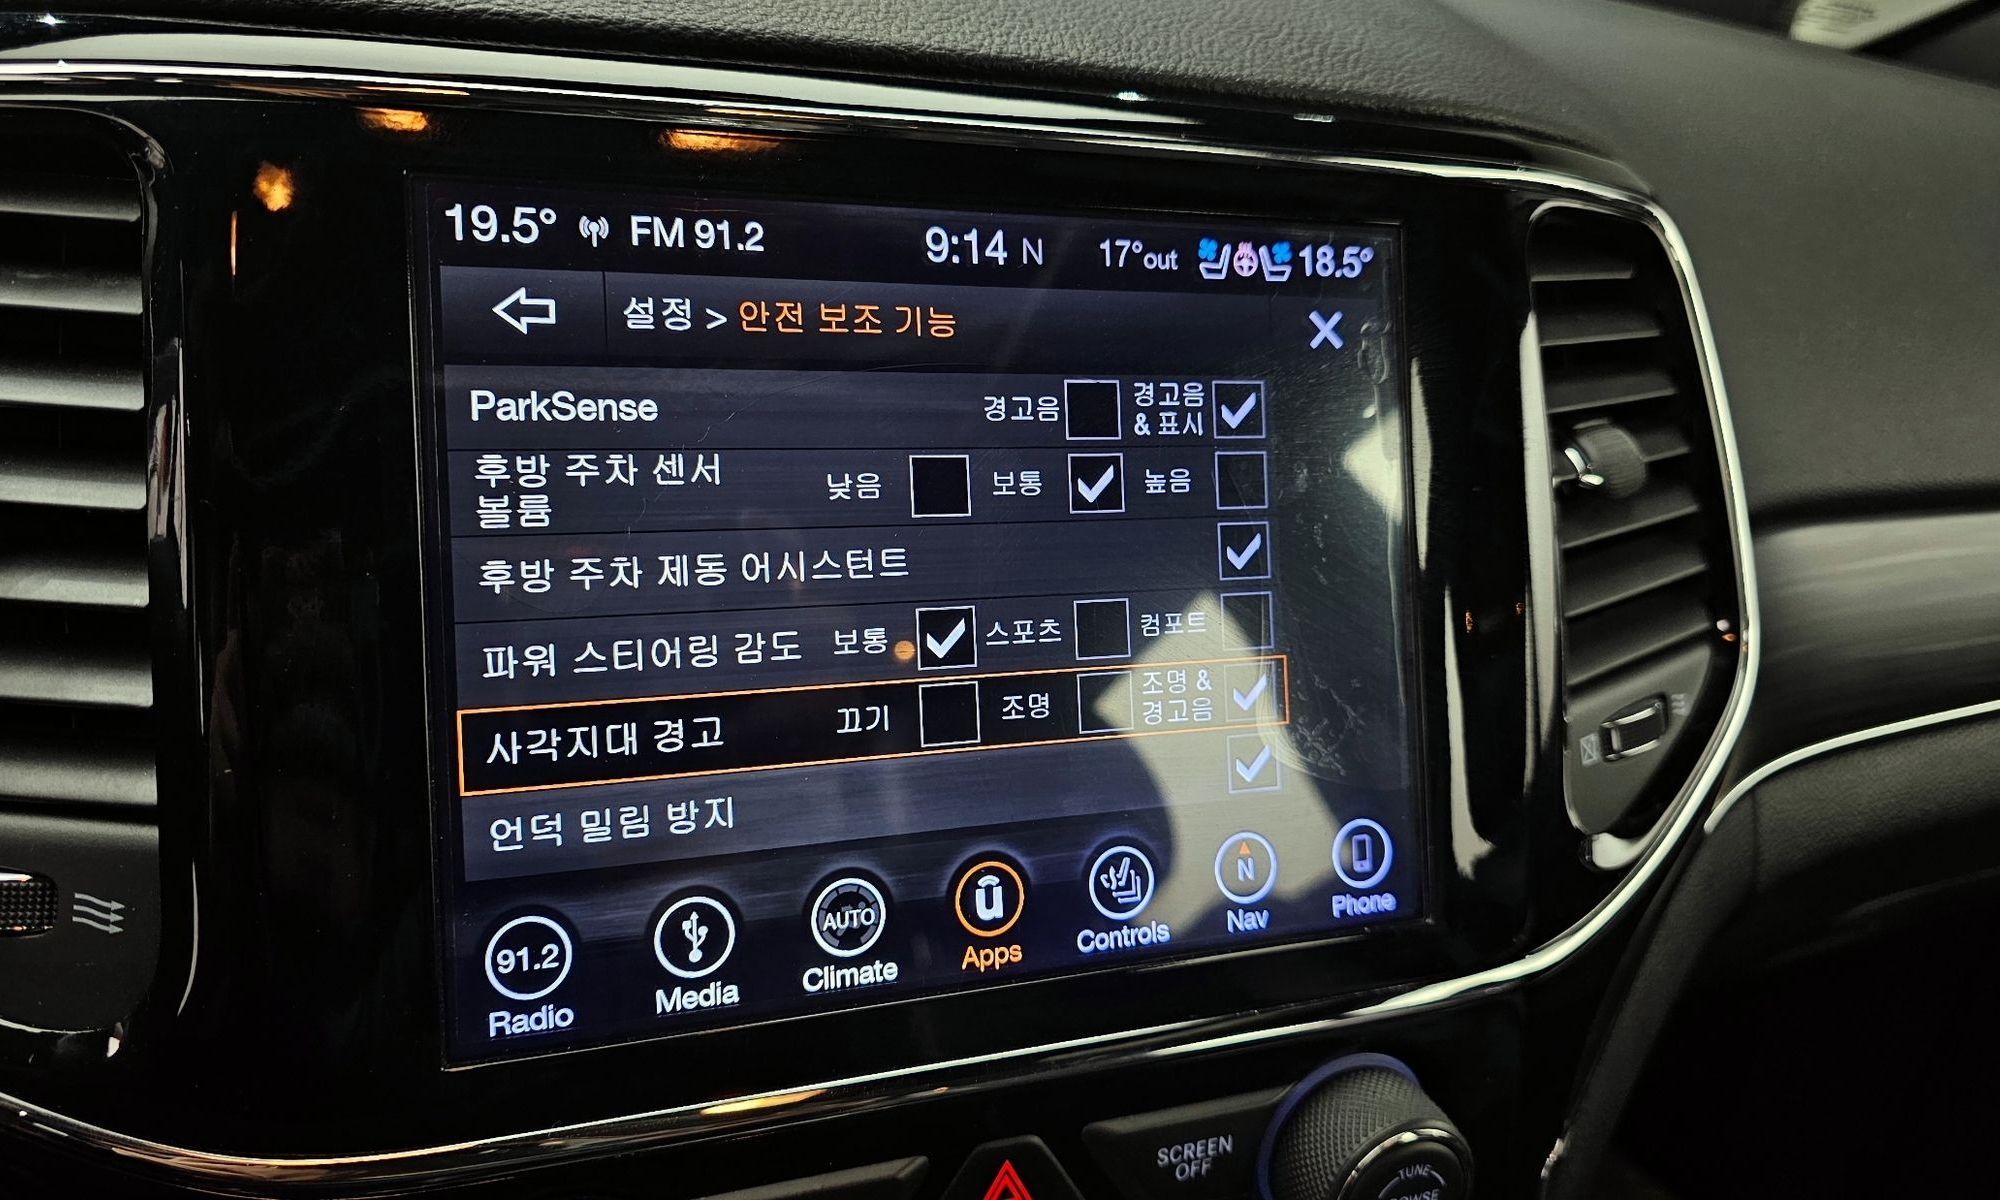 19.5° FM 91.2 9:14 N 17°out 18.5°
설정 > 안전 보조 기능 X
ParkSense 경고음 경고음 & 표시
후방 주차 센서 볼륨 낮음 보통 높음
후방 주차 제동 어시스턴트
파워 스티어링 감도 보통 스포츠 컴포트
사각지대 경고 끄기 조명 조명 & 경고음
언덕 밀림 방지
91.2 AUTO N
Radio Media Climate Apps Controls Nav Phone
SCREEN OFF
TUNE